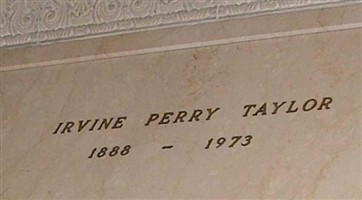 IRVINE PERRY TAYLOR
1888 - 1973